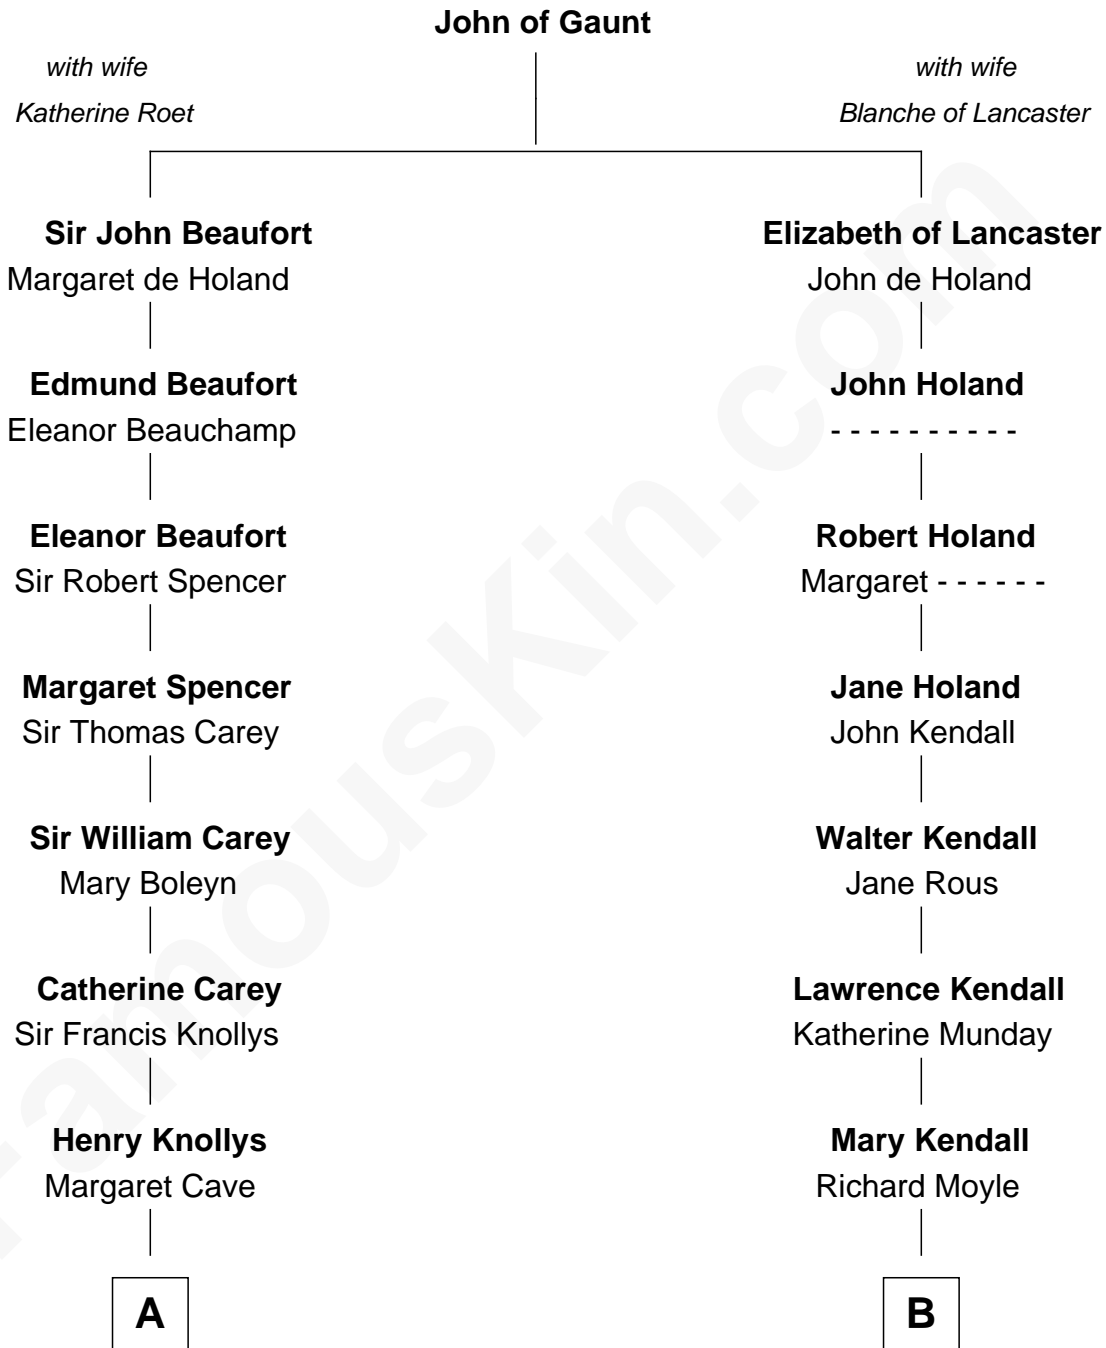 John of Gaunt
with wife
Katherine Roet
with wife
Blanche of Lancaster
Sir John Beaufort
Margaret de Holand
Elizabeth of Lancaster
John de Holand
Edmund Beaufort
Eleanor Beauchamp
John Holand
- - - - - - - - - -
Eleanor Beaufort
Sir Robert Spencer
Robert Holand
Margaret - - - - - -
Margaret Spencer
Sir Thomas Carey
Jane Holand
John Kendall
Sir William Carey
Mary Boleyn
Walter Kendall
Jane Rous
Catherine Carey
Sir Francis Knollys
Lawrence Kendall
Katherine Munday
Henry Knollys
Margaret Cave
Mary Kendall
Richard Moyle
A
B
FamousKin.com